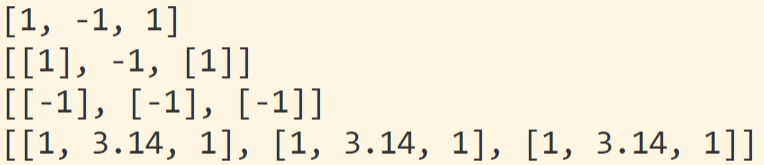 [1, -1, 1]
[[1], -1, [1]]
[[-1], [-1], [-1]]
[[1, 3.14, 1], [1, 3.14, 1], [1, 3.14, 1]]